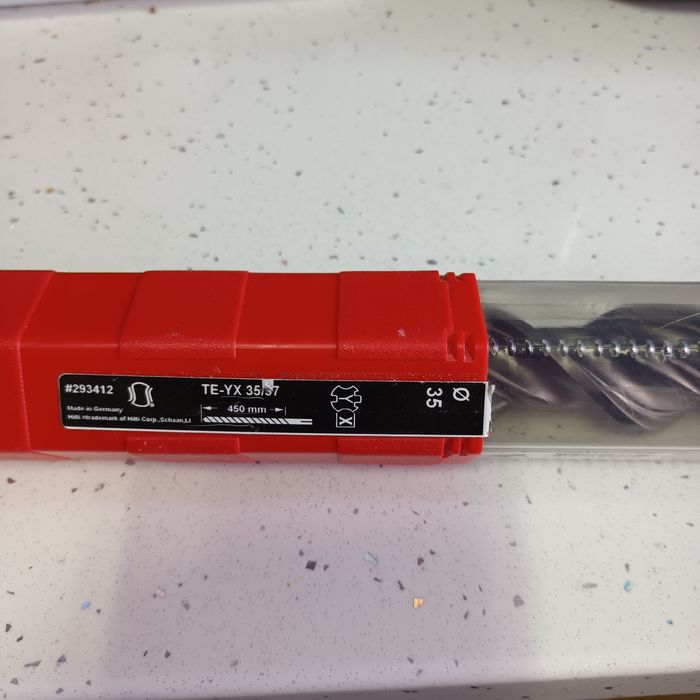 #293412
Made in Germany
Hilti =trademark of Hilti Corp.,Schaan,Li
TE-YX 35/57
450 mm
Y
X
Ø
35